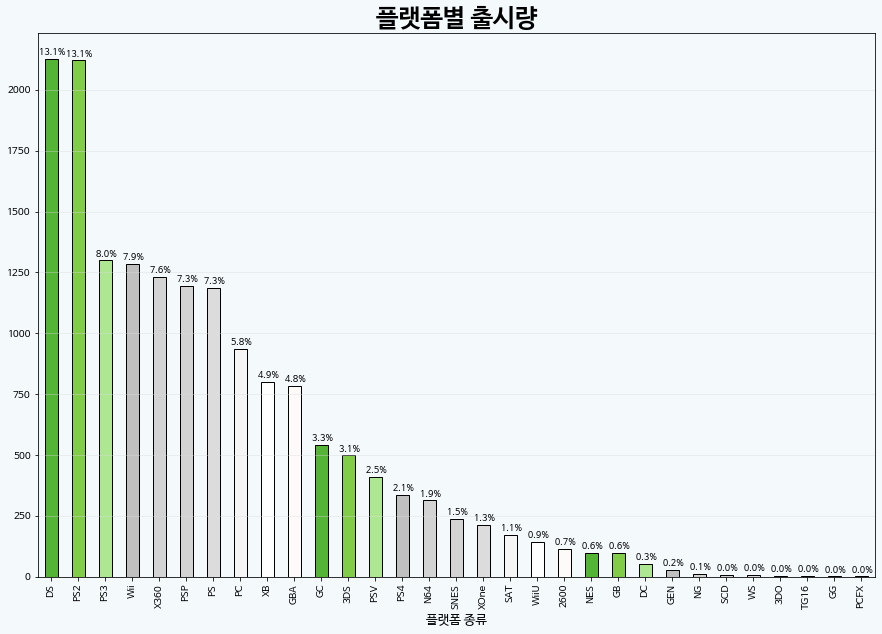 플랫폼별 출시량
2000
1750
1500
1250
1000
750
500
250
0
13.1% 13.1% 8.0% 7.9% 7.6% 7.3% 7.3% 5.8% 4.9% 4.8% 3.3% 3.1% 2.5% 2.1% 1.9% 1.5% 1.3% 1.1% 0.9% 0.7% 0.6% 0.6% 0.3% 0.2% 0.1% 0.0% 0.0% 0.0% 0.0% 0.0% 0.0%
DS PS2 PS3 Wii X360 PSP PS PC XB GBA GC 3DS PSV PS4 N64 SNES XOne SAT WiiU 2600 NES GB DC GEN NG SCD WS 3DO TG16 GG PCFX
플랫폼 종류